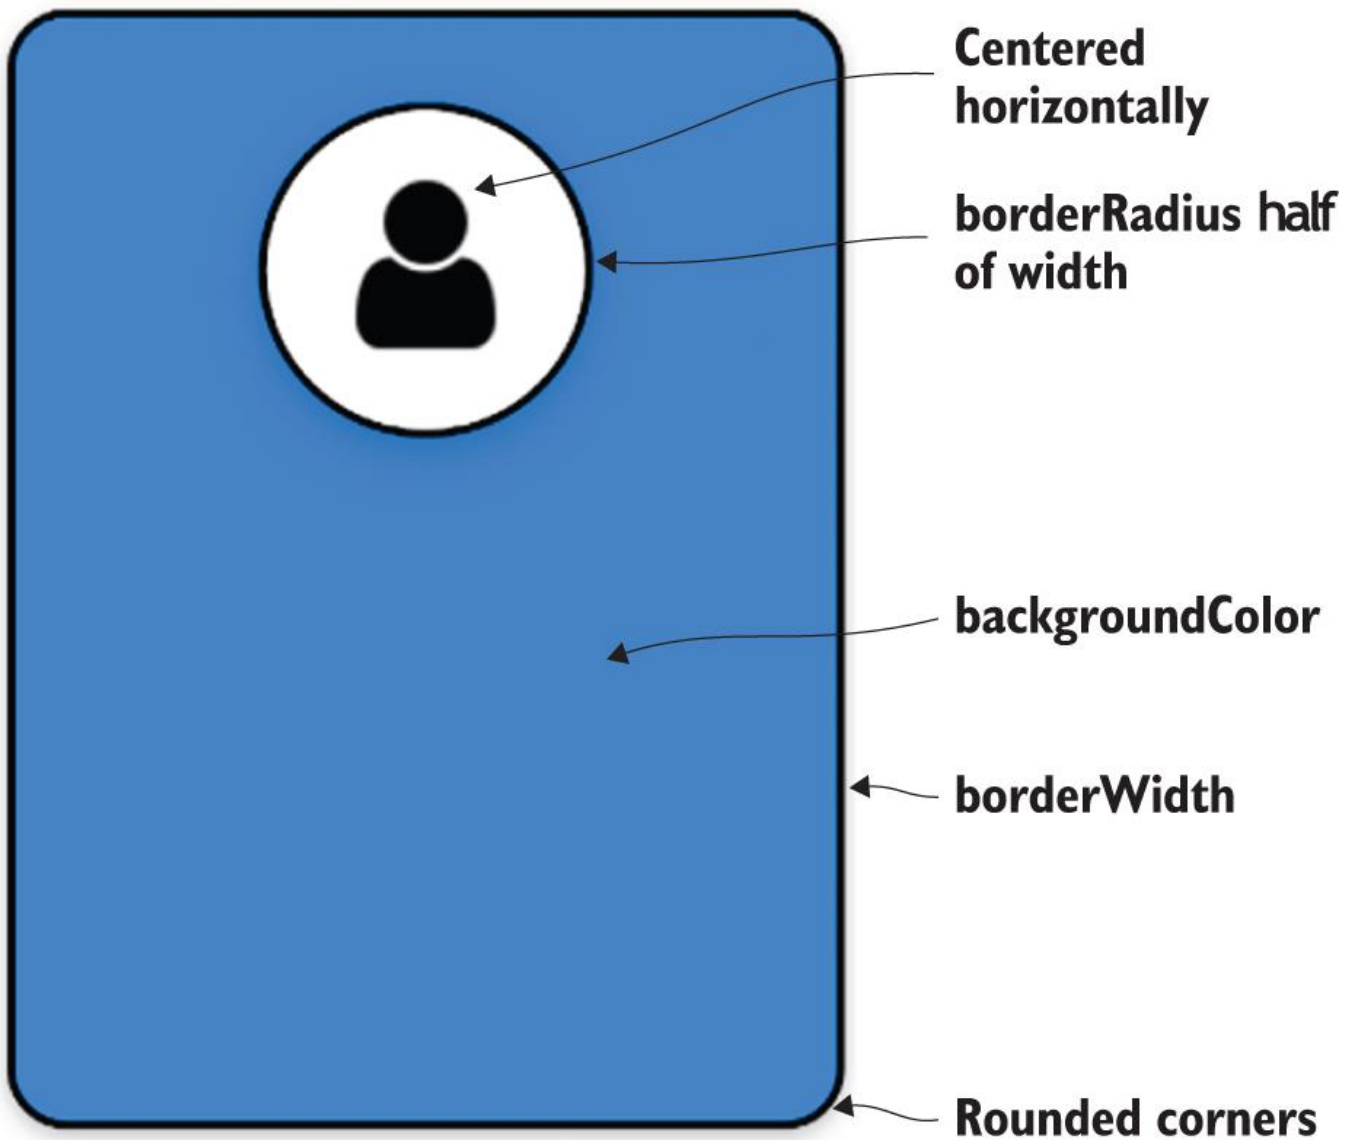 Centered
horizontally
borderRadius half
of width
backgroundColor
borderWidth
Rounded corners